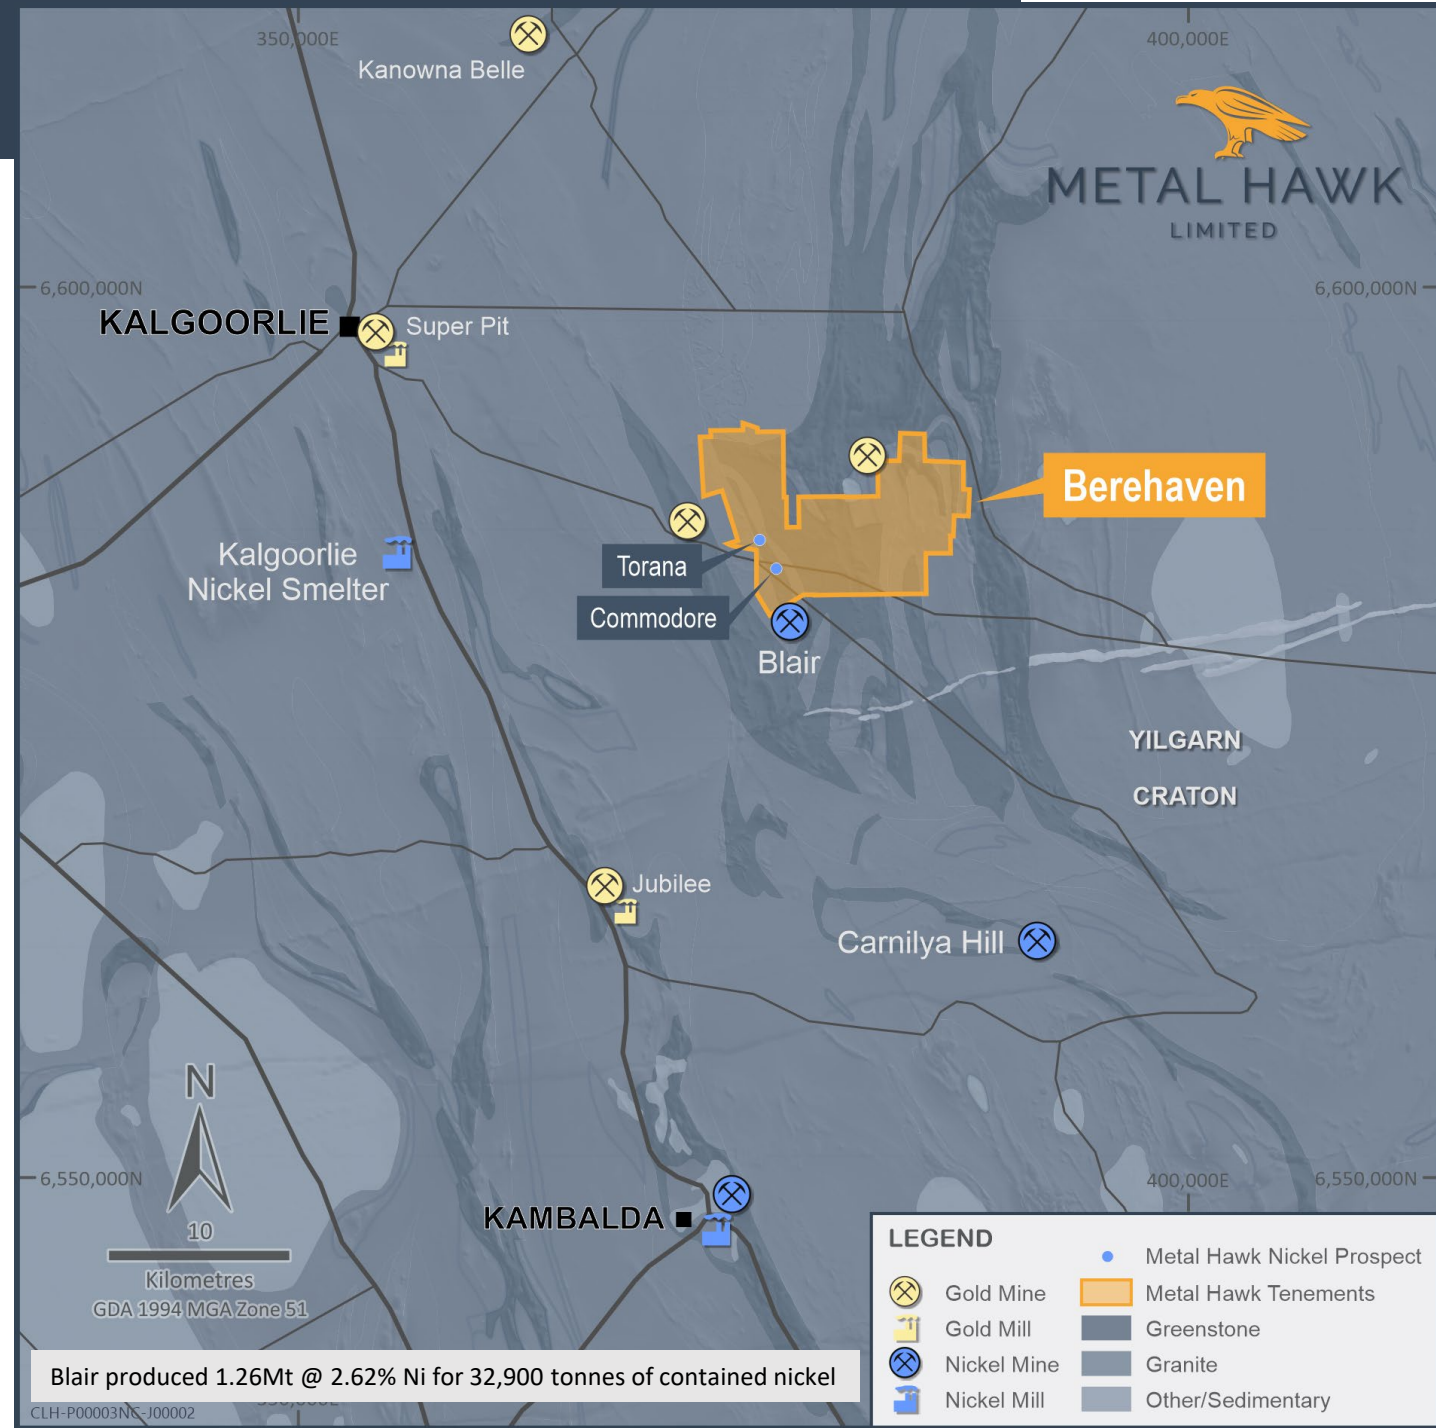 350,000E
400,000E
Kanowna Belle
METAL HAWK
LIMITED
6,600,000N
6,600,000N
KALGOORLIE
Super Pit
Berehaven
Kalgoorlie
Nickel Smelter
Torana
Commodore
Blair
YILGARN
CRATON
Jubilee
Carnilya Hill
N
6,550,000N
400,000E
6,550,000N
KAMBALDA
10
Kilometres
GDA 1994 MGA Zone 51
LEGEND
Gold Mine
Gold Mill
Nickel Mine
Nickel Mill
Metal Hawk Nickel Prospect
Metal Hawk Tenements
Greenstone
Granite
Other/Sedimentary
Blair produced 1.26Mt @ 2.62% Ni for 32,900 tonnes of contained nickel
CLH-P00003NC-J00002